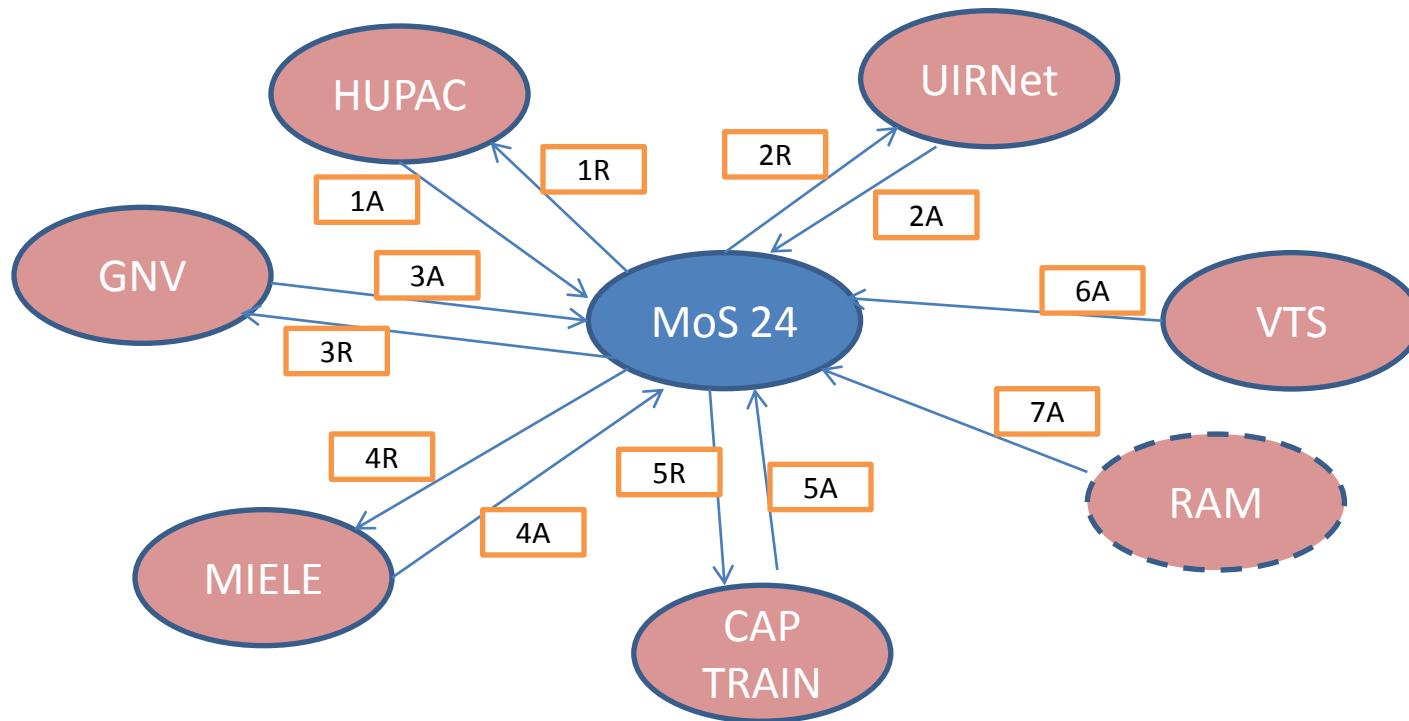 HUPAC
UIRNet
1R
2R
1A
2A
GNV
3A
6A
MoS 24
VTS
3R
7A
4R
5R
5A
RAM
4A
MIELE
CAP
TRAIN